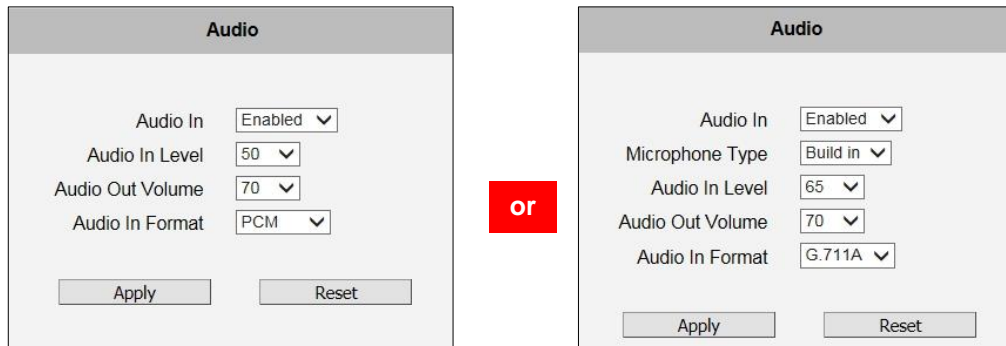 Audio
Audio In Enabled
Audio In Level 50
Audio Out Volume 70
Audio In Format PCM
Apply Reset
or
Audio
Audio In Enabled
Microphone Type Build in
Audio In Level 65
Audio Out Volume 70
Audio In Format G.711A
Apply Reset